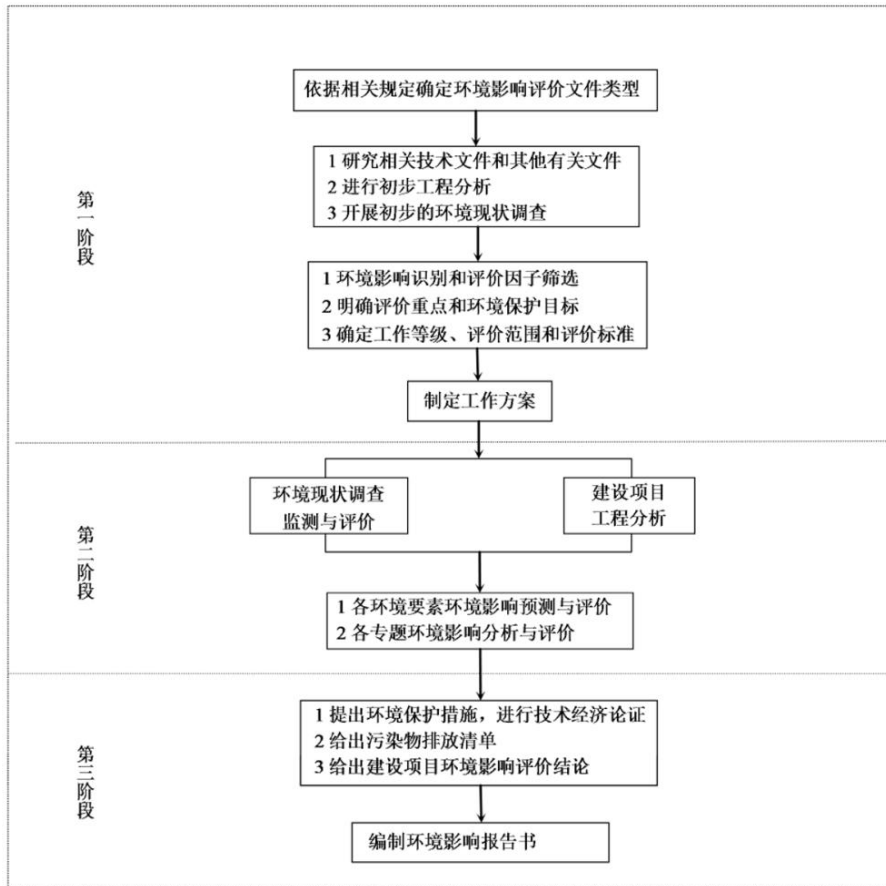 依据相关规定确定环境影响评价文件类型
1 研究相关技术文件和其他有关文件
2 进行初步工程分析
3 开展初步的环境现状调查
第一阶段
1 环境影响识别和评价因子筛选
2 明确评价重点和环境保护目标
3 确定工作等级、评价范围和评价标准
制定工作方案
环境现状调查
监测与评价
建设项目
工程分析
第二阶段
1 各环境要素环境影响预测与评价
2 各专题环境影响分析与评价
1 提出环境保护措施，进行技术经济论证
2 给出污染物排放清单
3 给出建设项目环境影响评价结论
第三阶段
编制环境影响报告书